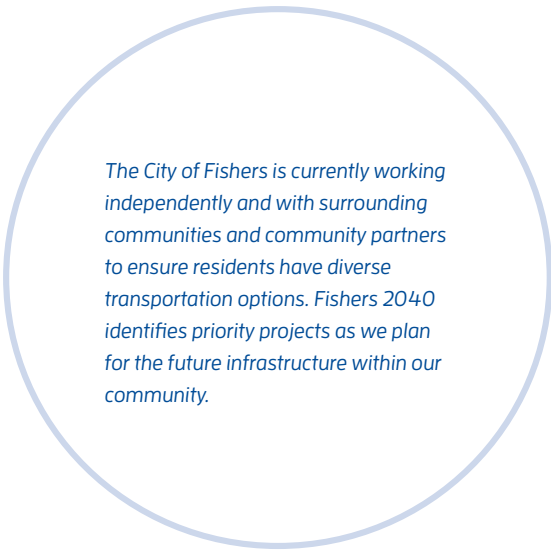 The City of Fishers is currently working
independently and with surrounding
communities and community partners
to ensure residents have diverse
transportation options. Fishers 2040
identifies priority projects as we plan
for the future infrastructure within our
community.